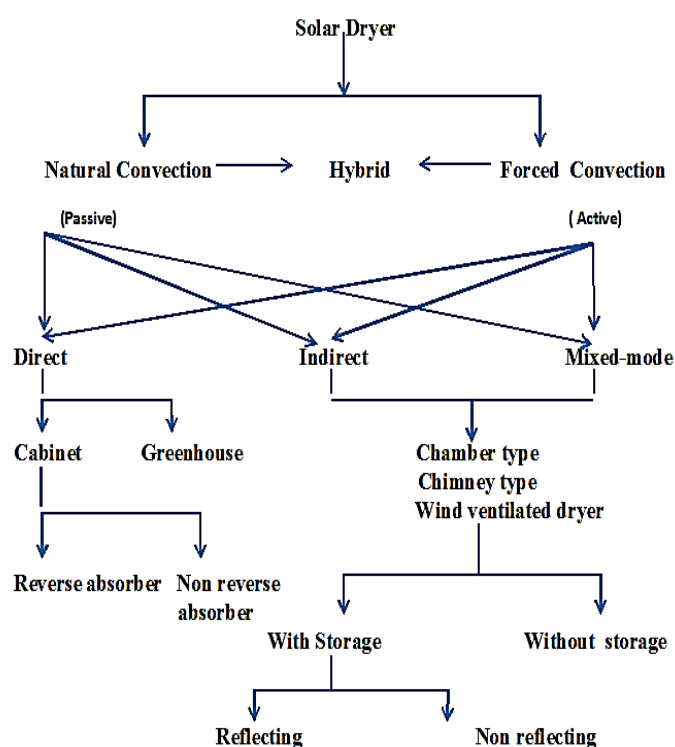 Solar Dryer
Natural Convection
Hybrid
Forced Convection
(Passive)
( Active)
Direct
Indirect
Mixed-mode
Cabinet
Greenhouse
Chamber type
Chimney type
Wind ventilated dryer
Reverse absorber
Non reverse
absorber
With Storage
Without storage
Reflecting
Non reflecting